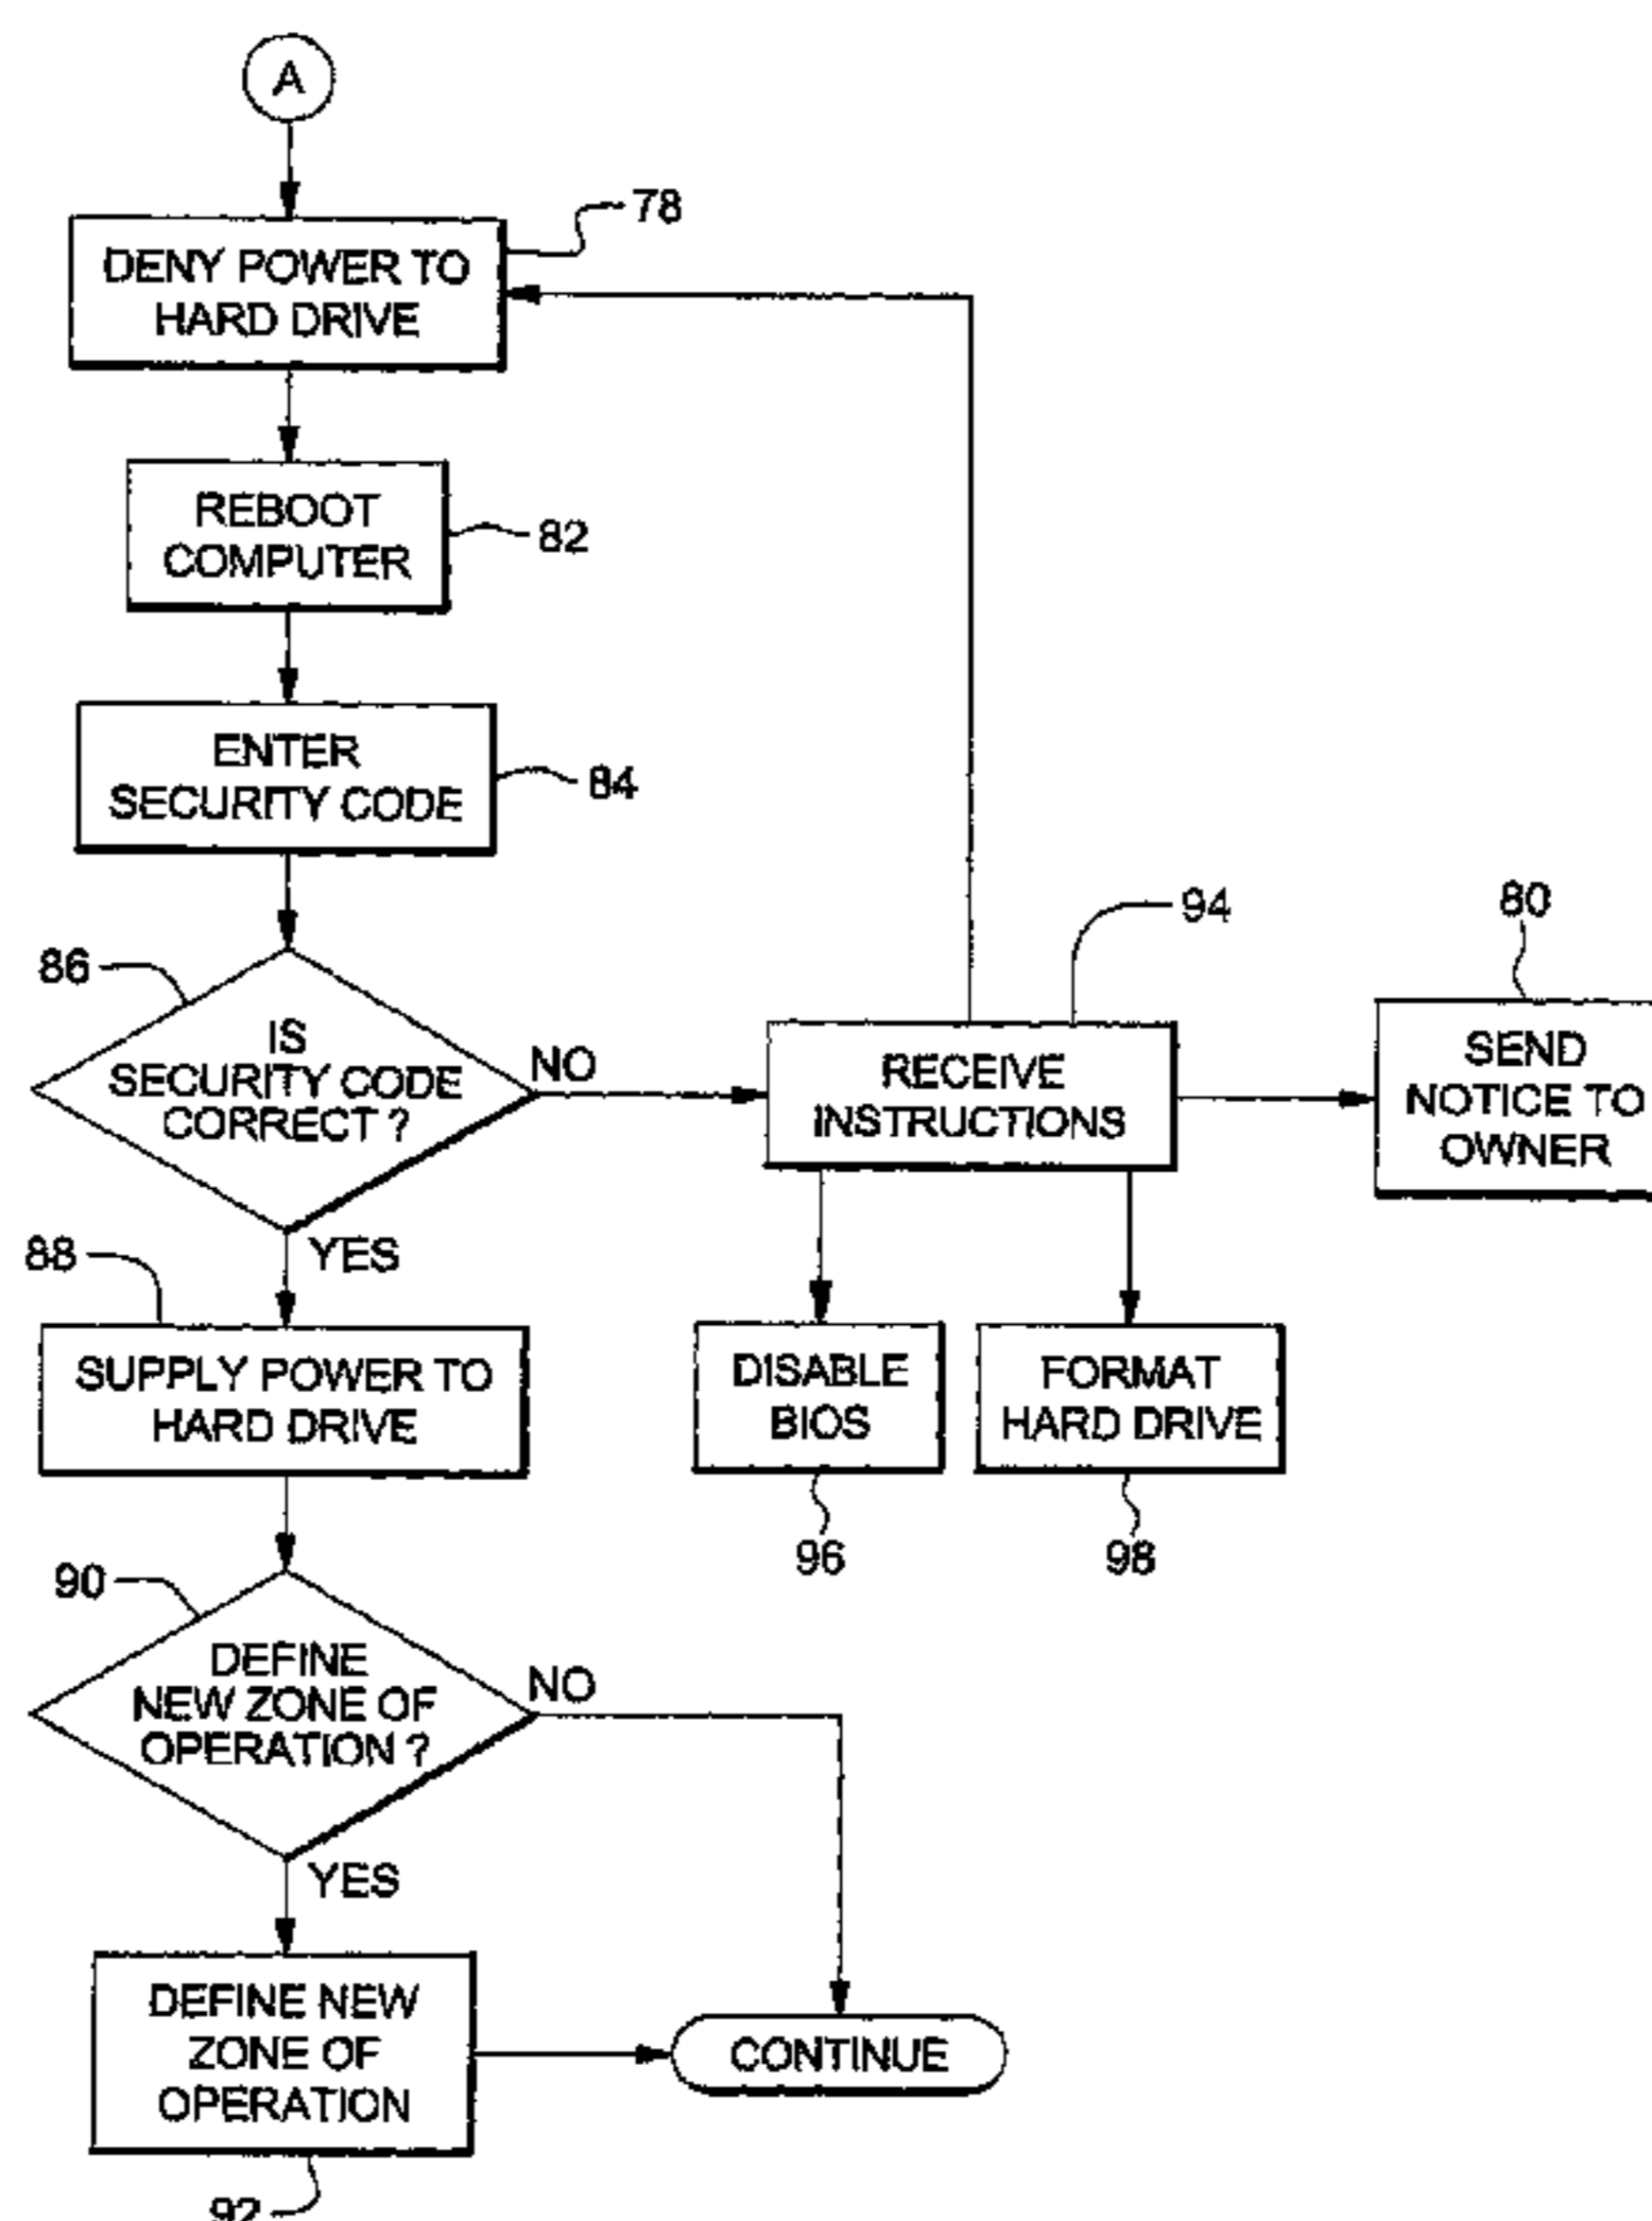 A
78
DENY POWER TO
HARD DRIVE
REBOOT
COMPUTER
82
ENTER
SECURITY CODE
84
86
IS
SECURITY CODE
CORRECT ?
NO
YES
94
RECEIVE
INSTRUCTIONS
80
SEND
NOTICE TO
OWNER
88
SUPPLY POWER TO
HARD DRIVE
DISABLE
BIOS
96
FORMAT
HARD DRIVE
98
90
DEFINE
NEW ZONE OF
OPERATION ?
NO
YES
DEFINE NEW
ZONE OF
OPERATION
92
CONTINUE